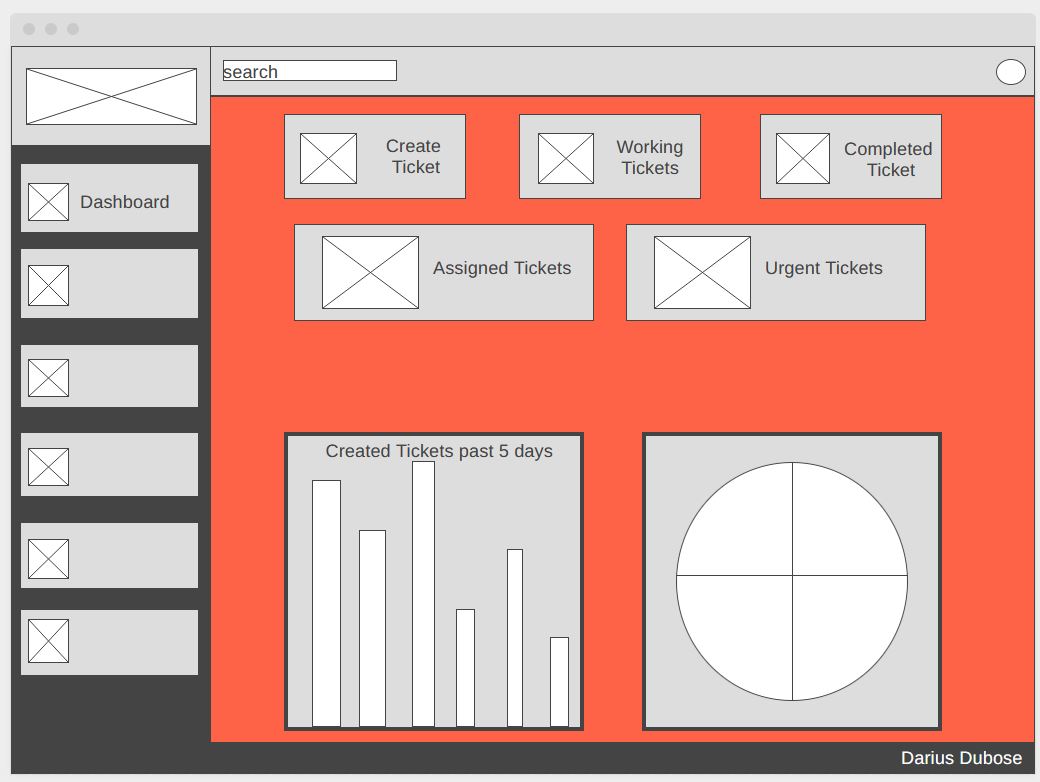 search
Create
Ticket
Working
Tickets
Completed
Ticket
Dashboard
Assigned Tickets
Urgent Tickets
Created Tickets past 5 days
Darius Dubose